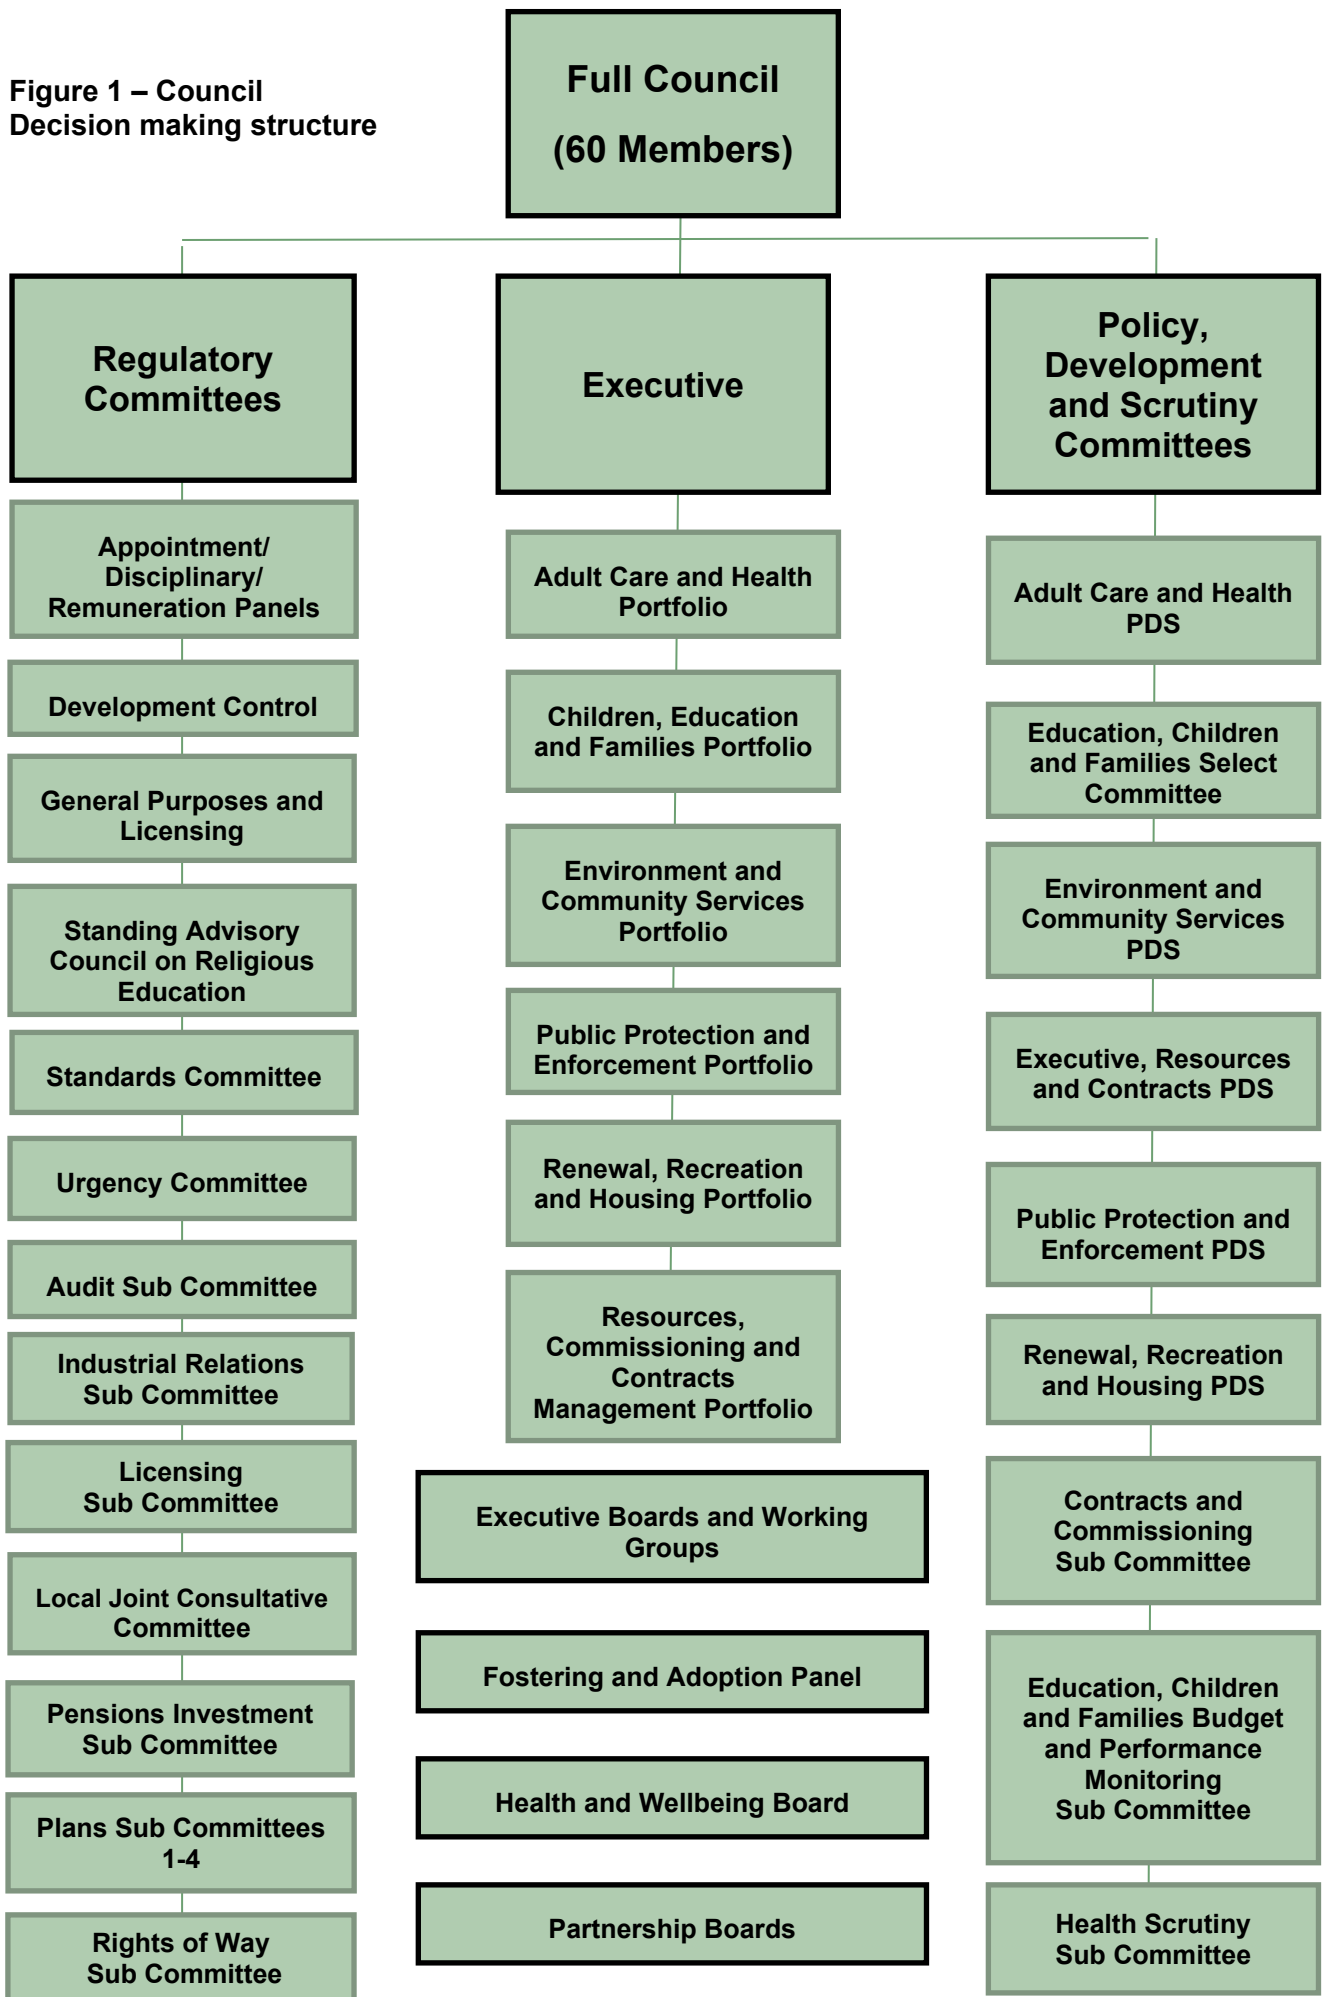 Figure 1 – Council
Decision making structure
Full Council
(60 Members)
Regulatory
Committees
Appointment/
Disciplinary/
Remuneration Panels
Development Control
General Purposes and
Licensing
Standing Advisory
Council on Religious
Education
Standards Committee
Urgency Committee
Audit Sub Committee
Industrial Relations
Sub Committee
Licensing
Sub Committee
Local Joint Consultative
Committee
Pensions Investment
Sub Committee
Plans Sub Committees
1-4
Rights of Way
Sub Committee
Executive
Adult Care and Health
Portfolio
Children, Education
and Families Portfolio
Environment and
Community Services
Portfolio
Public Protection and
Enforcement Portfolio
Renewal, Recreation
and Housing Portfolio
Resources,
Commissioning and
Contracts
Management Portfolio
Executive Boards and Working
Groups
Fostering and Adoption Panel
Health and Wellbeing Board
Partnership Boards
Policy,
Development
and Scrutiny
Committees
Adult Care and Health
PDS
Education, Children
and Families Select
Committee
Environment and
Community Services
PDS
Executive, Resources
and Contracts PDS
Public Protection and
Enforcement PDS
Renewal, Recreation
and Housing PDS
Contracts and
Commissioning
Sub Committee
Education, Children
and Families Budget
and Performance
Monitoring
Sub Committee
Health Scrutiny
Sub Committee